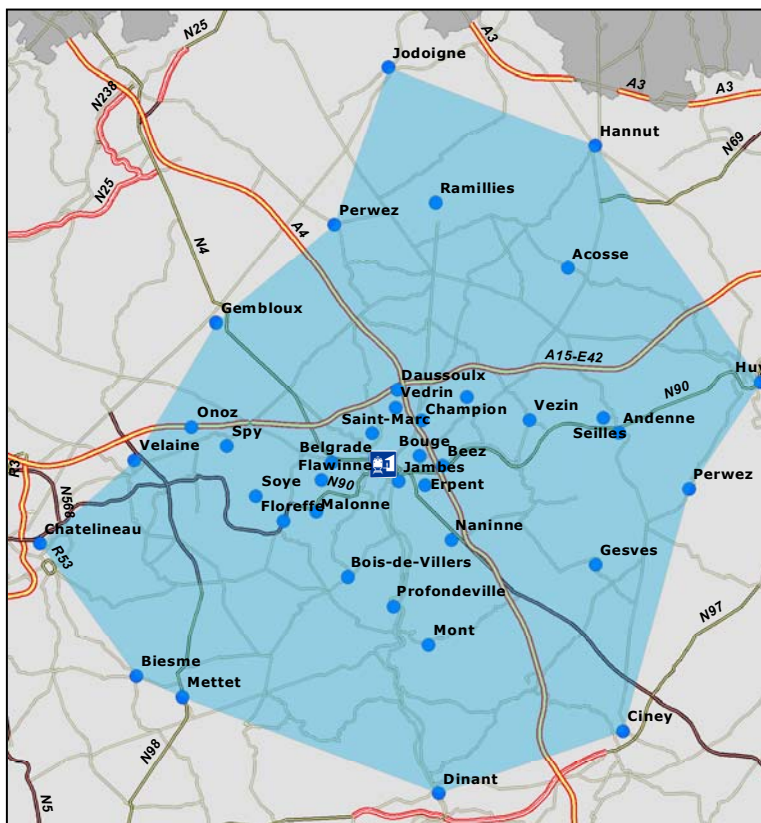 N25
A3
Jodoigne
N238
A3
A3
Hannut
N69
N25
Ramillies
Perwez
A4
N4
Acosse
Gembloux
A15-E42
Daussoulx
Huy
Vedrin
N90
Onoz
Saint-Marc
Champion
Vezin
Andenne
Seilles
Spy
Velaine
Belgrade
Bouge
Beez
R3
Flawinne
Jambes
Perwez
N568
Soye
N90
Erpent
Floreffe
Malonne
Chatelineau
Naninne
R53
Bois-de-Villers
Gesves
Profondeville
N97
Mont
Biesme
Mettet
Ciney
N98
Dinant
N5